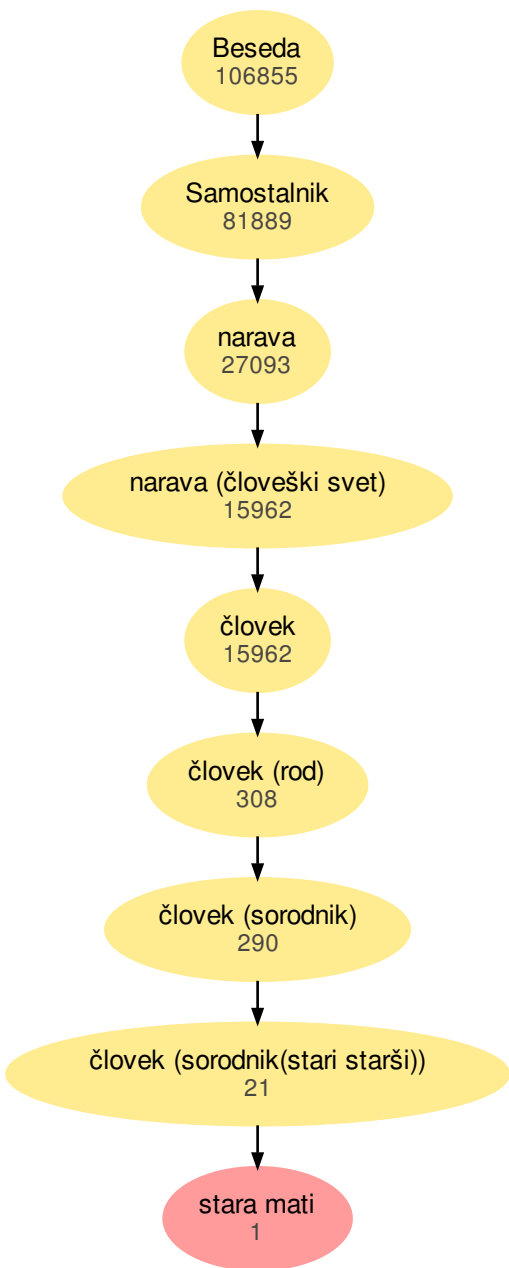 Beseda
106855
Samostalnik
81889
narava
27093
narava (človeški svet)
15962
človek
15962
človek (rod)
308
človek (sorodnik)
290
človek (sorodnik(stari starši))
21
stara mati
1